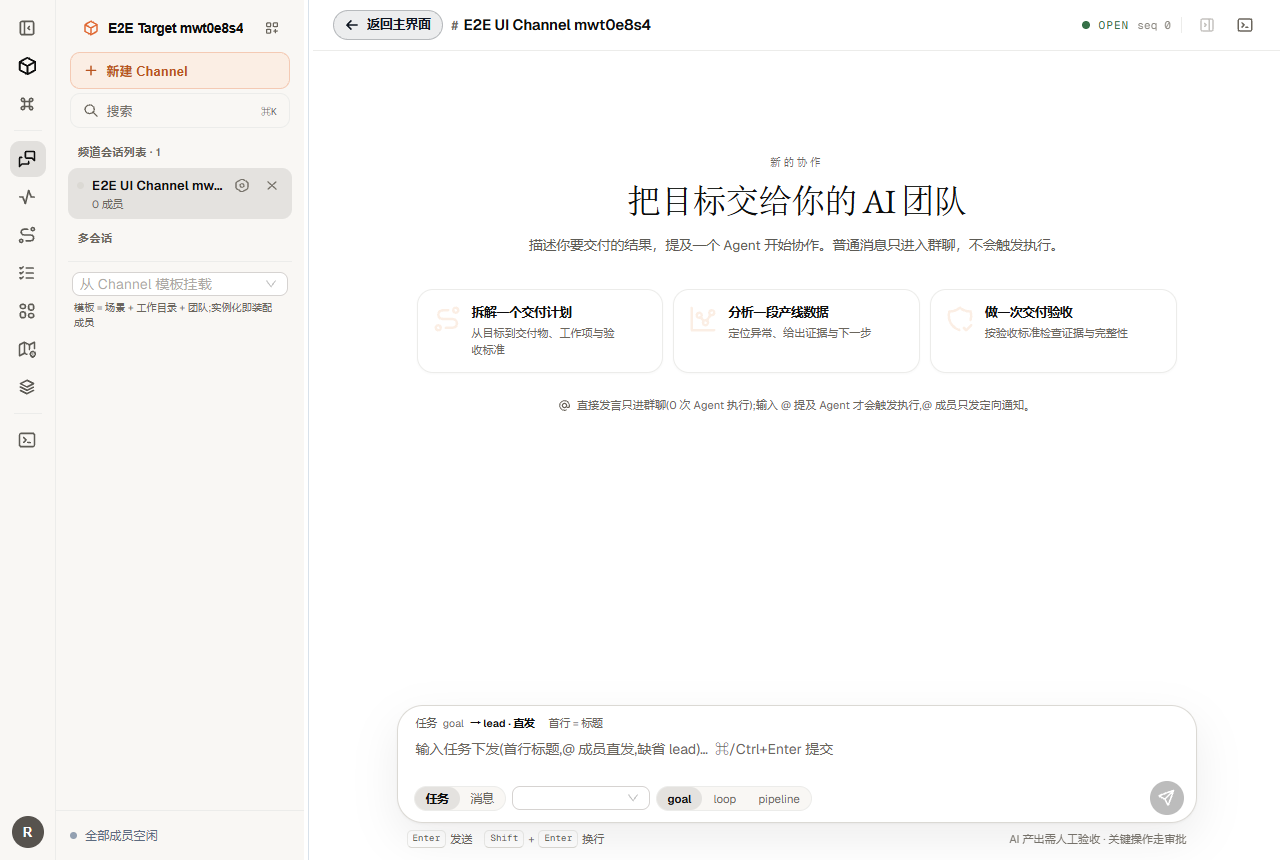 E2E Target mwt0e8s4
+ 新建 Channel
搜索
⌘K
频道会话列表 · 1
E2E UI Channel mw...
0 成员
多会话
从 Channel 模板挂载
模板 = 场景 + 工作目录 + 团队;实例化即装配
成员
R
全部成员空闲
← 返回主界面
# E2E UI Channel mwt0e8s4
OPEN seq 0
新的协作
把目标交给你的 AI 团队
描述你要交付的结果，提及一个 Agent 开始协作。普通消息只进入群聊，不会触发执行。
拆解一个交付计划
从目标到交付物、工作项与验
收标准
分析一段产线数据
定位异常、给出证据与下一步
做一次交付验收
按验收标准检查证据与完整性
@ 直接发言只进群聊(0 次 Agent 执行);输入 @ 提及 Agent 才会触发执行,@ 成员只发定向通知。
任务 goal → lead · 直发 首行 = 标题
输入任务下发(首行标题,@ 成员直发,缺省 lead)... ⌘/Ctrl+Enter 提交
任务 消息
goal loop pipeline
Enter 发送 Shift + Enter 换行
AI 产出需人工验收 · 关键操作走审批